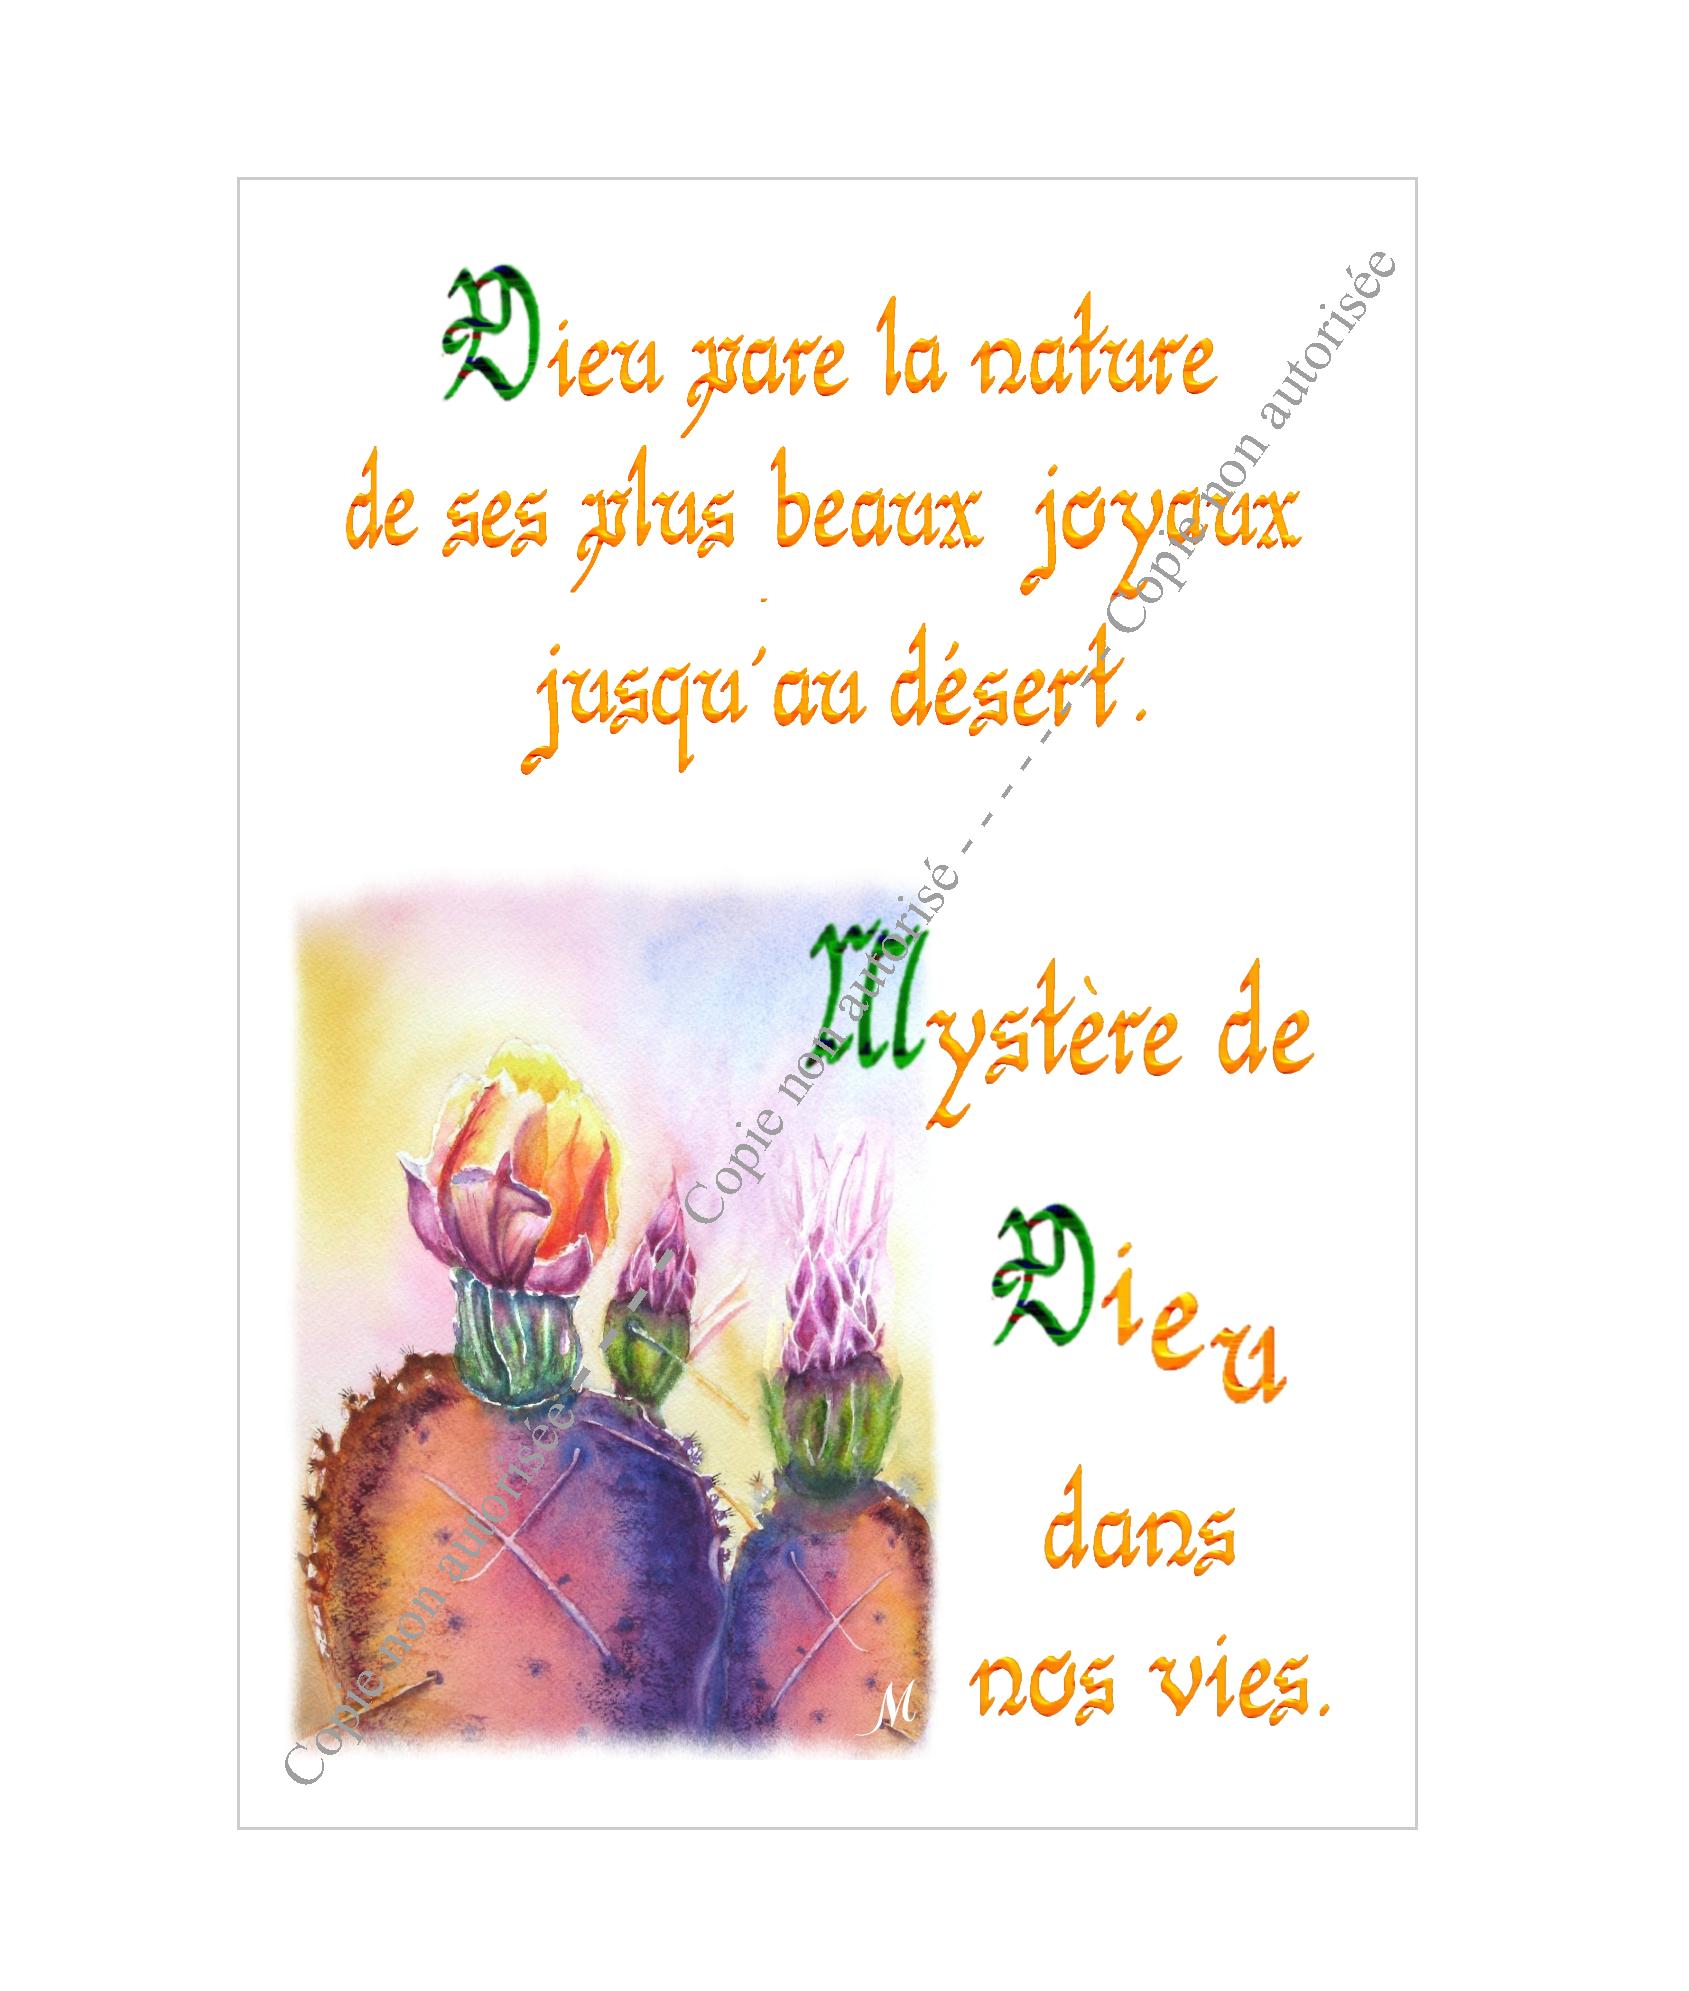 Dieu pare la nature
de ses plus beaux joyaux
jusqu'au désert.
Mystère de
Dieu
dans
nos vies.
M
Copie non autorisée - - - Copie non autorisé - - - - - - - - Copie non autorisée